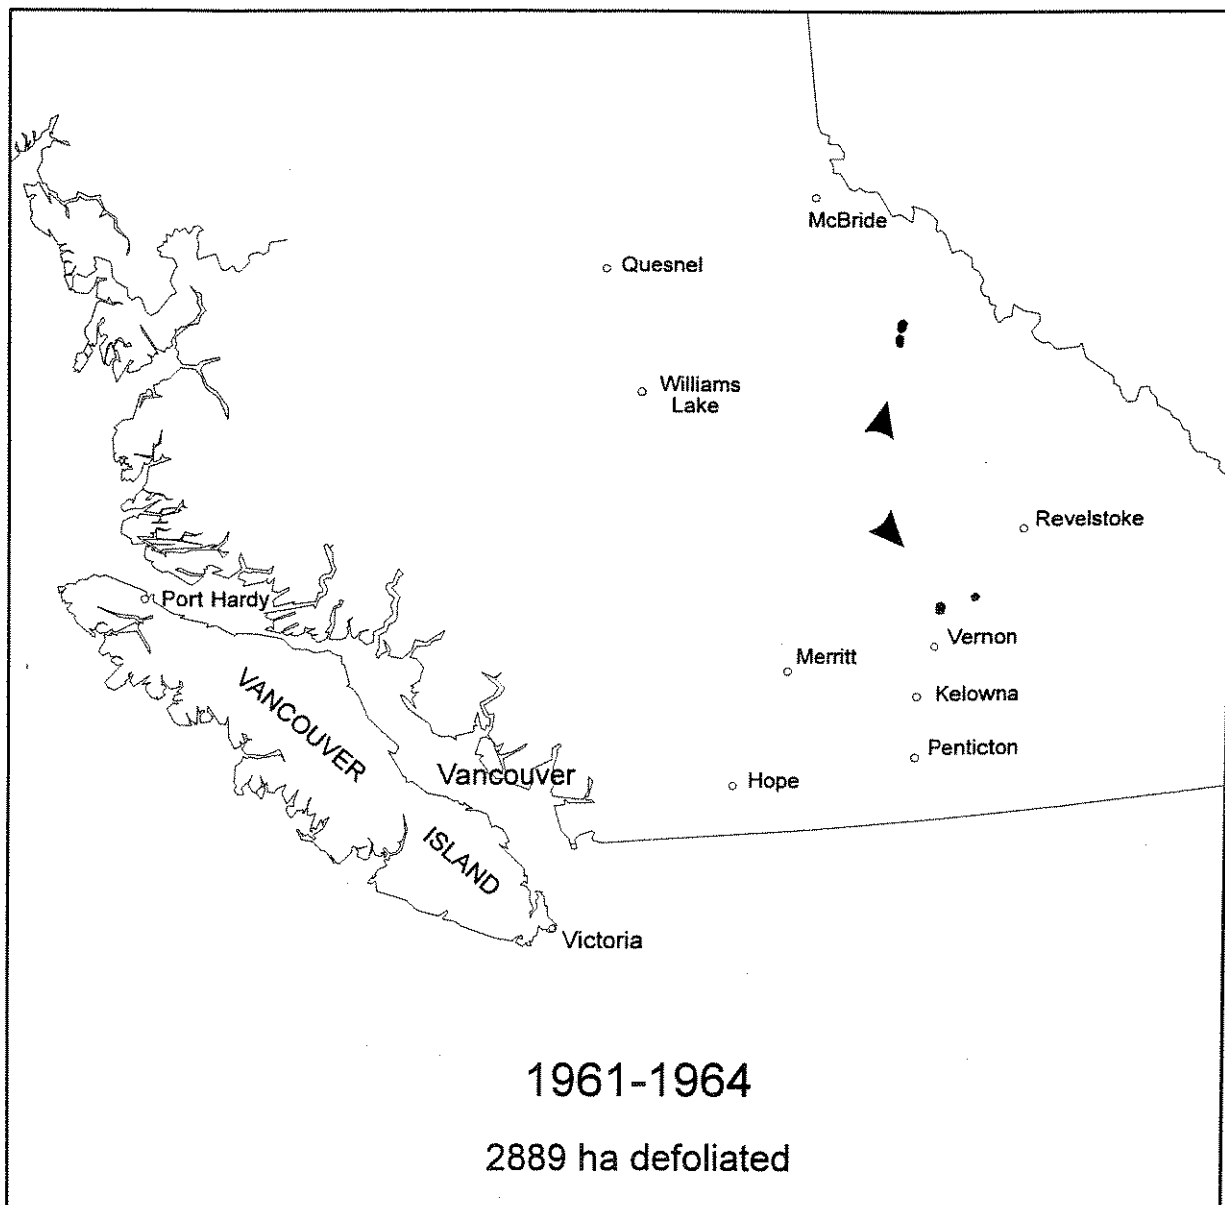 McBride
Quesnel
Williams
Lake
Revelstoke
Port Hardy
Vernon
Merritt
Kelowna
VANCOUVER
Penticton
Vancouver
Hope
ISLAND
Victoria
1961-1964
2889 ha defoliated